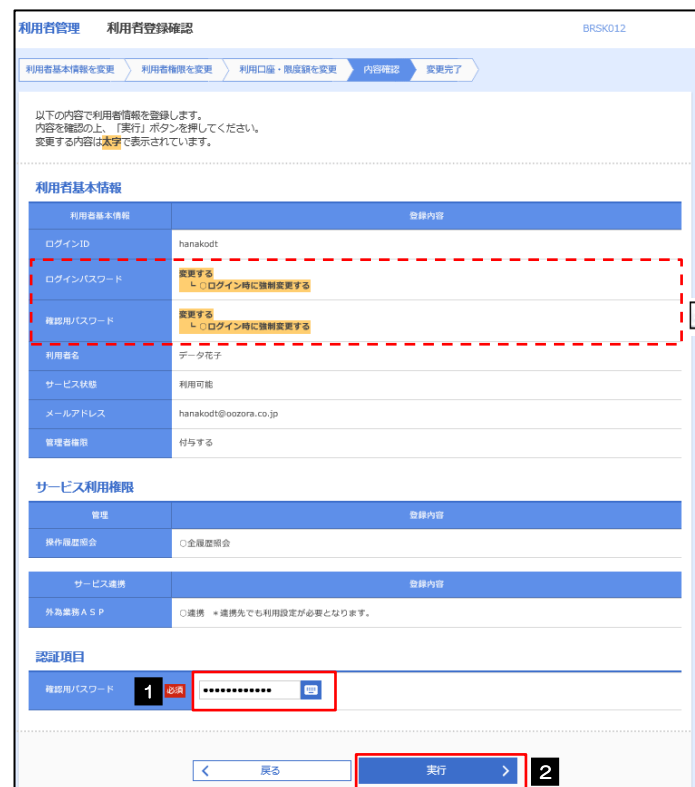 利用者管理 利用者登録確認 BRSK012
利用者基本情報を変更 利用者権限を変更 利用口座・限度額を変更 内容確認 変更完了
以下の内容で利用者情報を登録します。
内容を確認の上、「実行」ボタンを押してください。
変更する内容は太字で表示されています。
利用者基本情報
利用者基本情報 登録内容
ログインID hanakodt
ログインパスワード 変更する
└ ○ログイン時に強制変更する
確認用パスワード 変更する
└ ○ログイン時に強制変更する
利用者名 データ花子
サービス状態 利用可能
メールアドレス hanakodt@oozora.co.jp
管理者権限 付与する
サービス利用権限
管理 登録内容
操作履歴照会 ○全履歴照会
サービス連携 登録内容
外為業務ASP ○連携 *連携先でも利用設定が必要となります。
認証項目
確認用パスワード 1 必須 ••••••••••••
戻る 実行 2